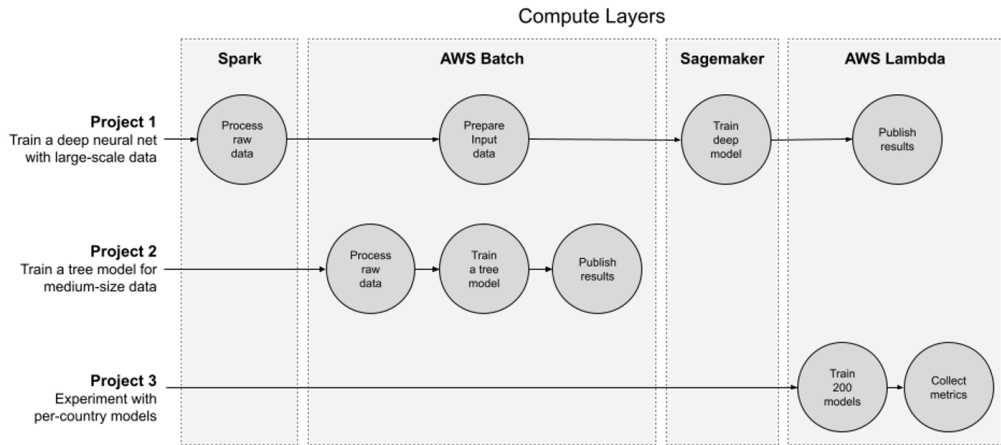 Compute Layers
Spark
AWS Batch
Sagemaker
AWS Lambda
Project 1
Train a deep neural net
with large-scale data
Process
raw
data
Prepare
Input
data
Train
deep
model
Publish
results
Project 2
Train a tree model for
medium-size data
Process
raw
data
Train
a tree
model
Publish
results
Project 3
Experiment with
per-country models
Train
200
models
Collect
metrics